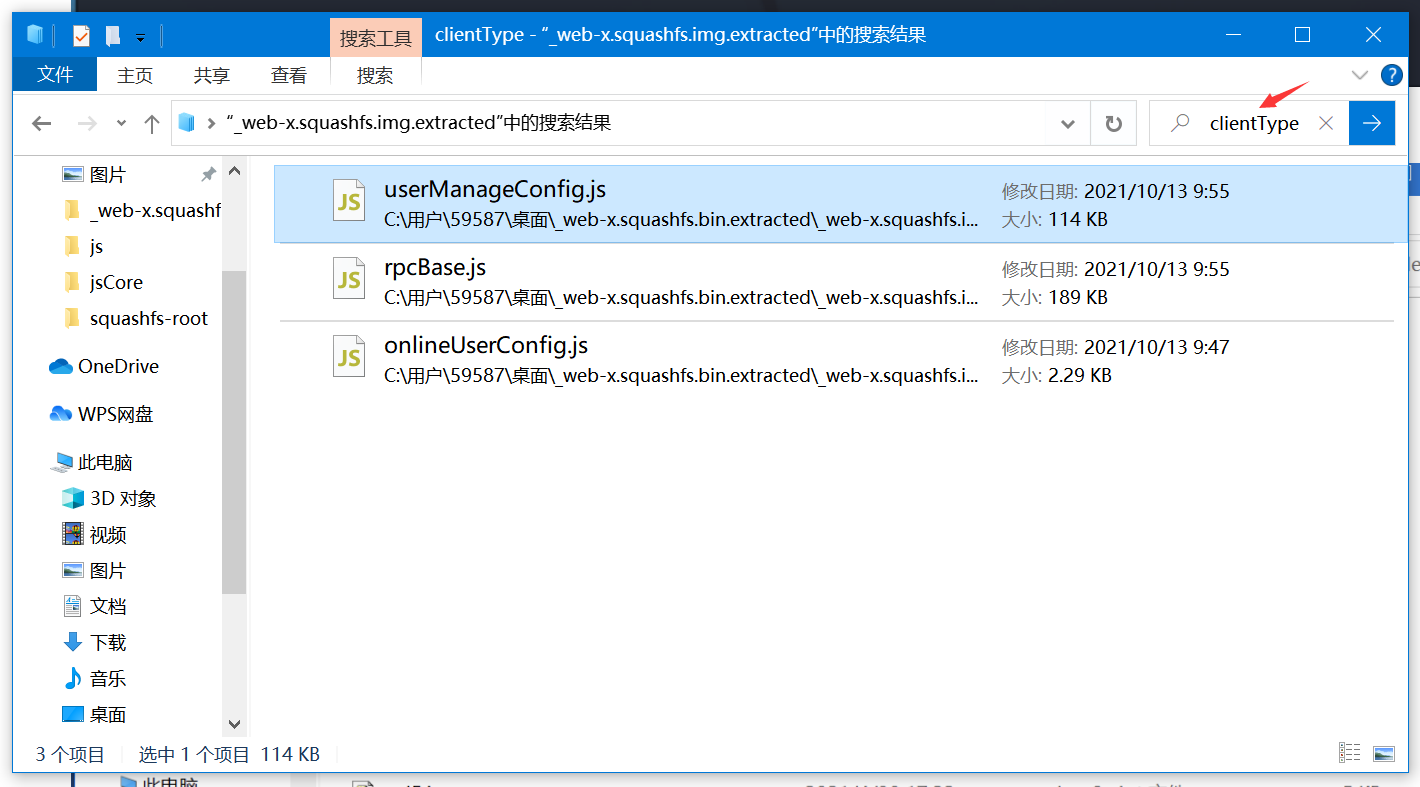 搜索工具
clientType - “_web-x.squashfs.img.extracted”中的搜索结果
文件
主页
共享
查看
搜索
“_web-x.squashfs.img.extracted”中的搜索结果
clientType
图片
_web-x.squashf
js
jsCore
squashfs-root
OneDrive
WPS网盘
此电脑
3D 对象
视频
图片
文档
下载
音乐
桌面
JS
userManageConfig.js
修改日期: 2021/10/13 9:55
C:\用户\59587\桌面\_web-x.squashfs.bin.extracted\_web-x.squashfs.i...
大小: 114 KB
JS
rpcBase.js
修改日期: 2021/10/13 9:55
C:\用户\59587\桌面\_web-x.squashfs.bin.extracted\_web-x.squashfs.i...
大小: 189 KB
JS
onlineUserConfig.js
修改日期: 2021/10/13 9:47
C:\用户\59587\桌面\_web-x.squashfs.bin.extracted\_web-x.squashfs.i...
大小: 2.29 KB
3 个项目
选中 1 个项目 114 KB
此电脑